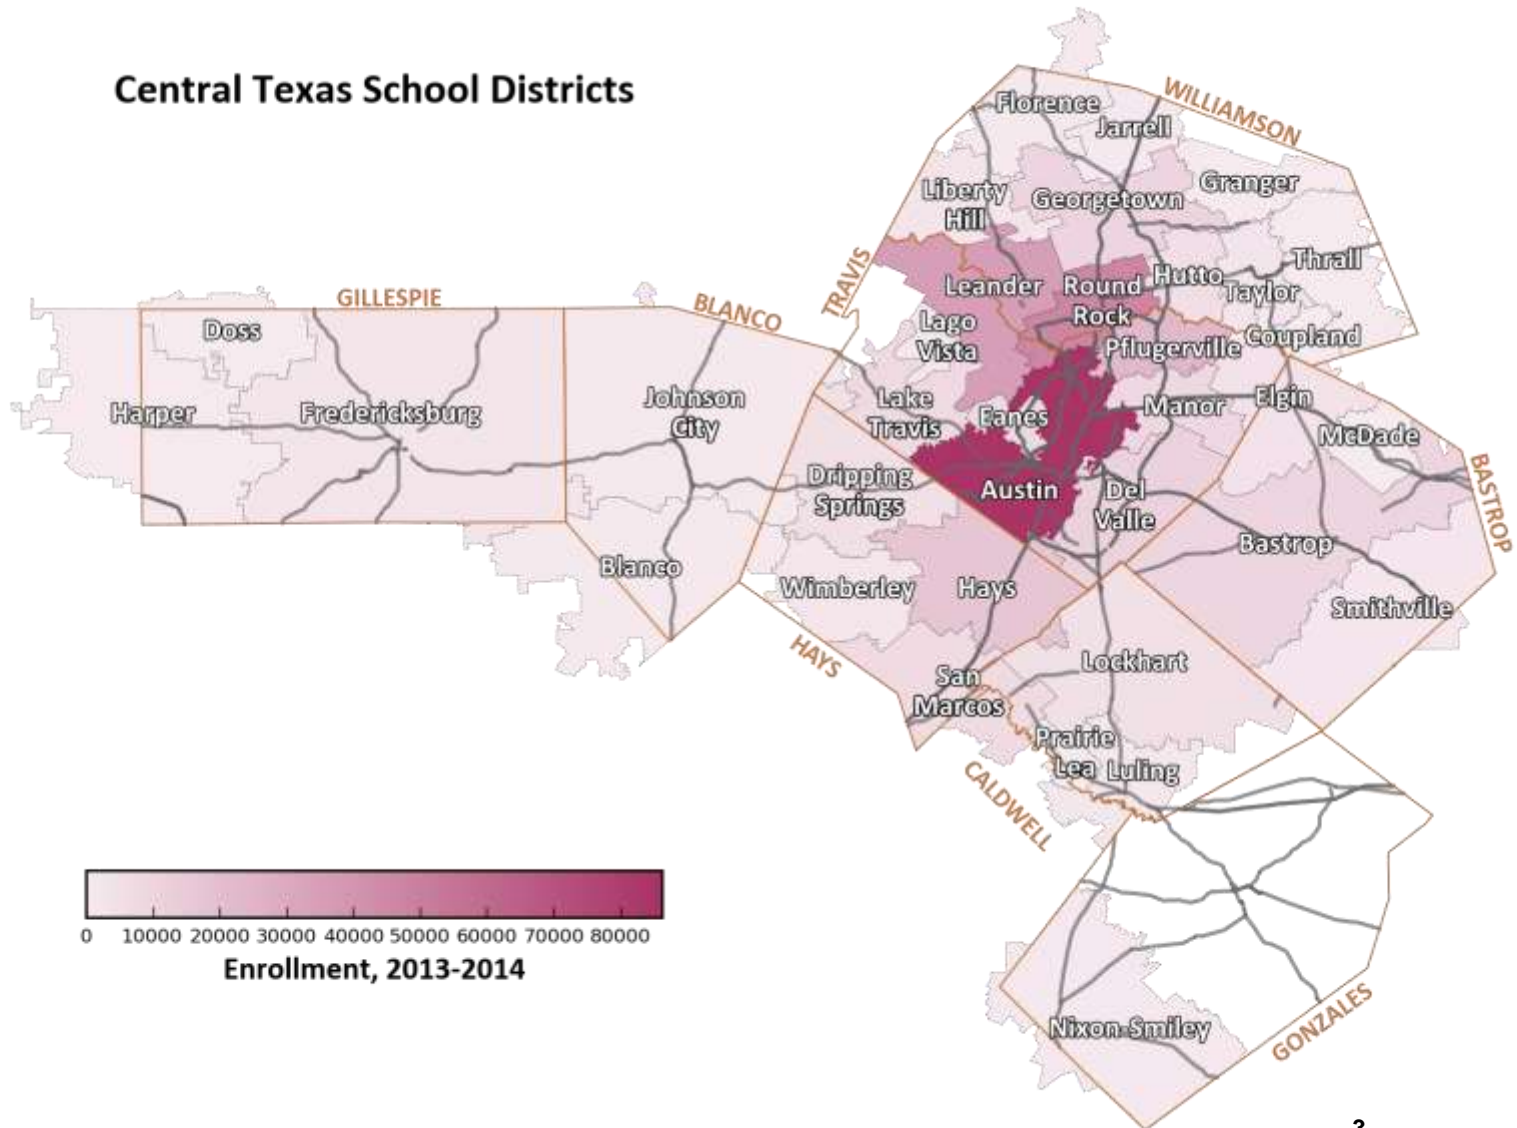 Central Texas School Districts
WILLIAMSON
Florence
Jarrell
Granger
Liberty
Hill
Georgetown
TRAVIS
Thrall
Leander
Round
Rock
Hutto
Taylor
GILLESPIE
BLANCO
Doss
Lago
Vista
Pflugerville
Coupland
Harper
Fredericksburg
Johnson
City
Lake
Travis
Eanes
Manor
Elgin
McDade
BASTROP
Dripping
Springs
Austin
Del
Valle
Bastrop
Blanco
Wimberley
Hays
Smithville
HAYS
San
Marcos
Lockhart
Prairie
Lea
Luling
CALDWELL
0 10000 20000 30000 40000 50000 60000 70000 80000
Enrollment, 2013-2014
Nixon-Smiley
GONZALES
3